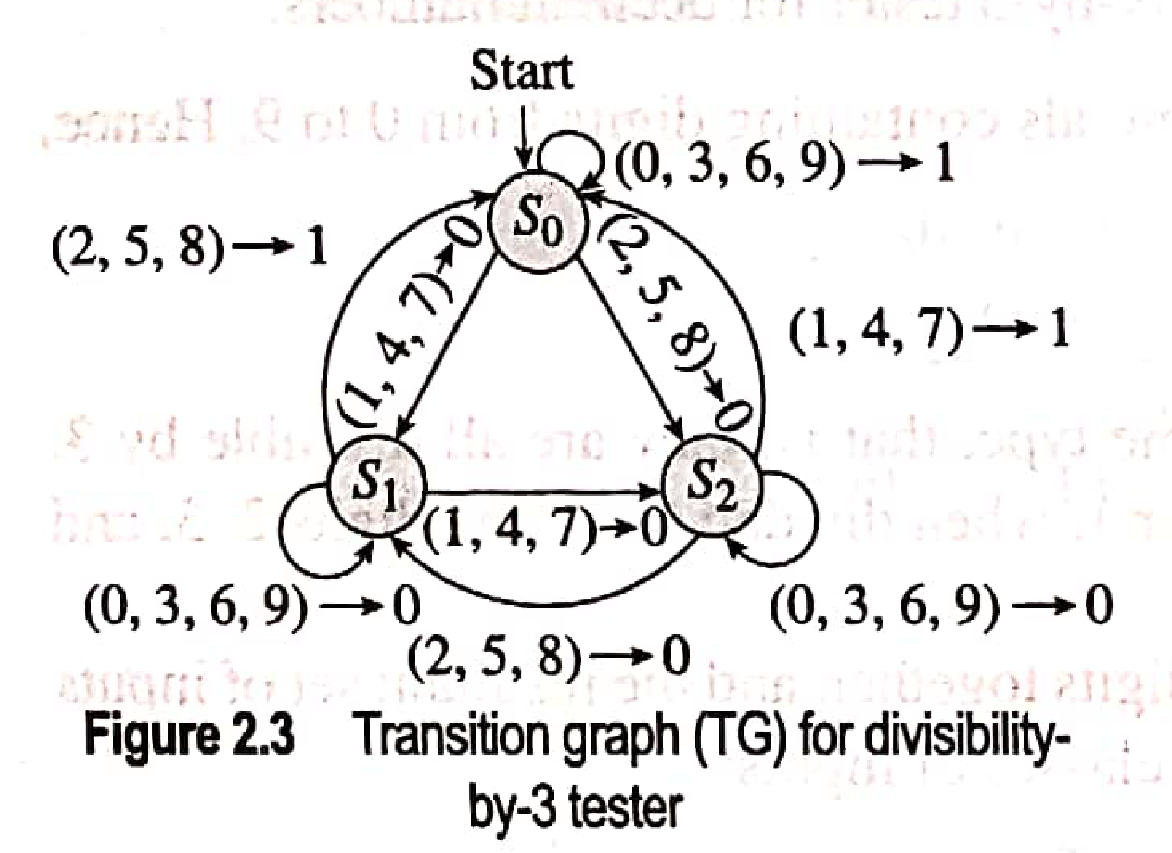 Start
(0, 3, 6, 9) → 1
S0
(2, 5, 8) → 1
(1, 4, 7)→0
(2, 5, 8)→0
(1, 4, 7) → 1
S1
S2
(1, 4, 7)→0
(0, 3, 6, 9) → 0
(0, 3, 6, 9) → 0
(2, 5, 8) → 0
Figure 2.3 Transition graph (TG) for divisibility-
by-3 tester